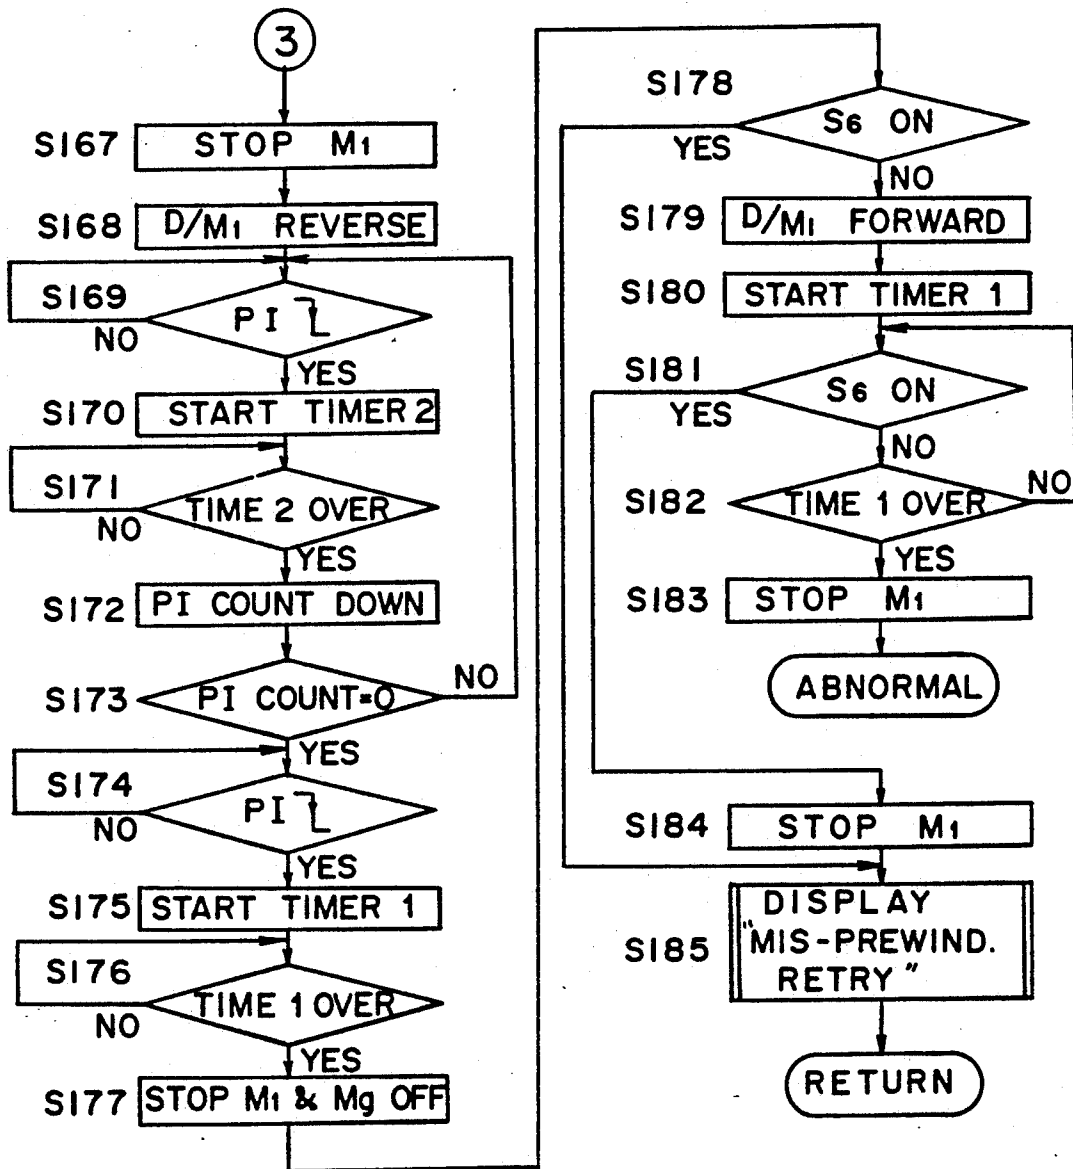 3
S167 STOP M1
S168 D/M1 REVERSE
S169 PI
NO
YES
S170 START TIMER 2
S171 TIME 2 OVER
NO
YES
S172 PI COUNT DOWN
S173 PI COUNT=0 NO
YES
S174 PI
NO
YES
S175 START TIMER 1
S176 TIME 1 OVER
NO
YES
S177 STOP M1 & Mg OFF
S178 S6 ON
YES
NO
S179 D/M1 FORWARD
S180 START TIMER 1
S181 S6 ON
YES
NO
S182 TIME 1 OVER NO
YES
S183 STOP M1
ABNORMAL
S184 STOP M1
S185 DISPLAY
"MIS-PREWIND.
RETRY"
RETURN